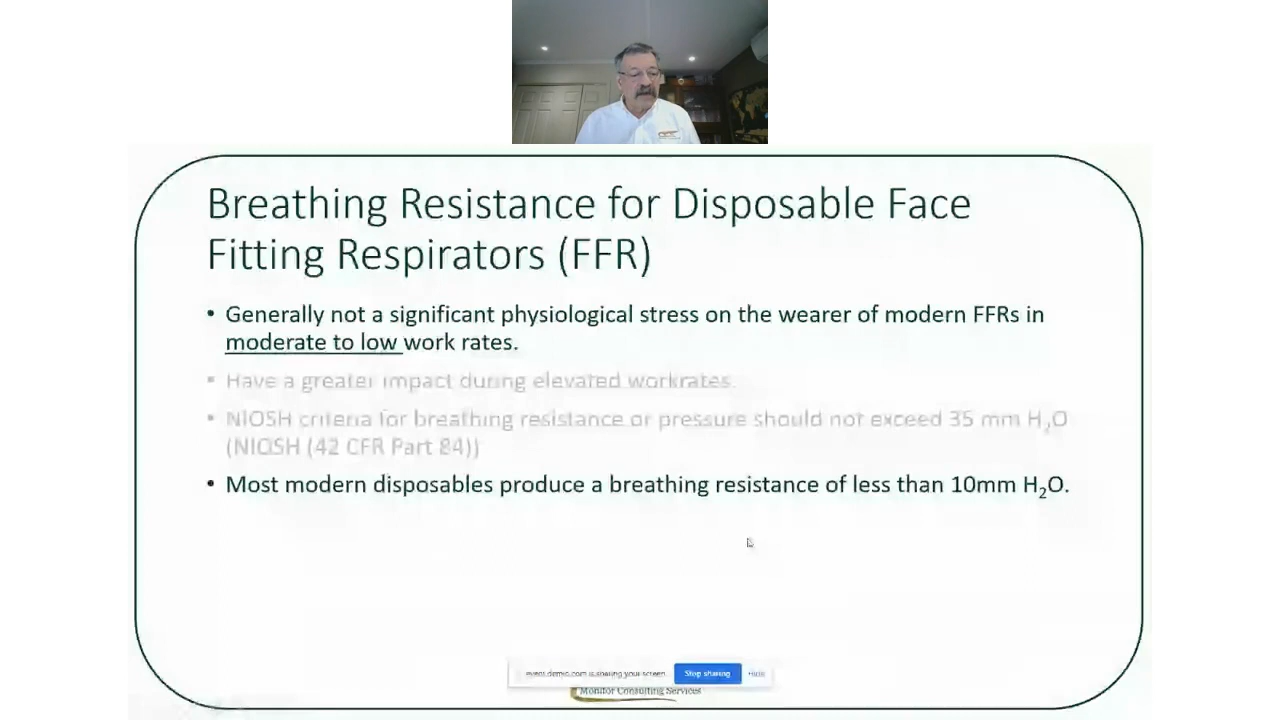 Breathing Resistance for Disposable Face
Fitting Respirators (FFR)
• Generally not a significant physiological stress on the wearer of modern FFRs in
moderate to low work rates.
• Have a greater impact during elevated workrates.
• NIOSH criteria for breathing resistance or pressure should not exceed 35 mm H₂O
(NIOSH (42 CFR Part 84))
• Most modern disposables produce a breathing resistance of less than 10mm H₂O.
event.demio.com is sharing your screen. Stop sharing Hide
Monitor Consulting Services